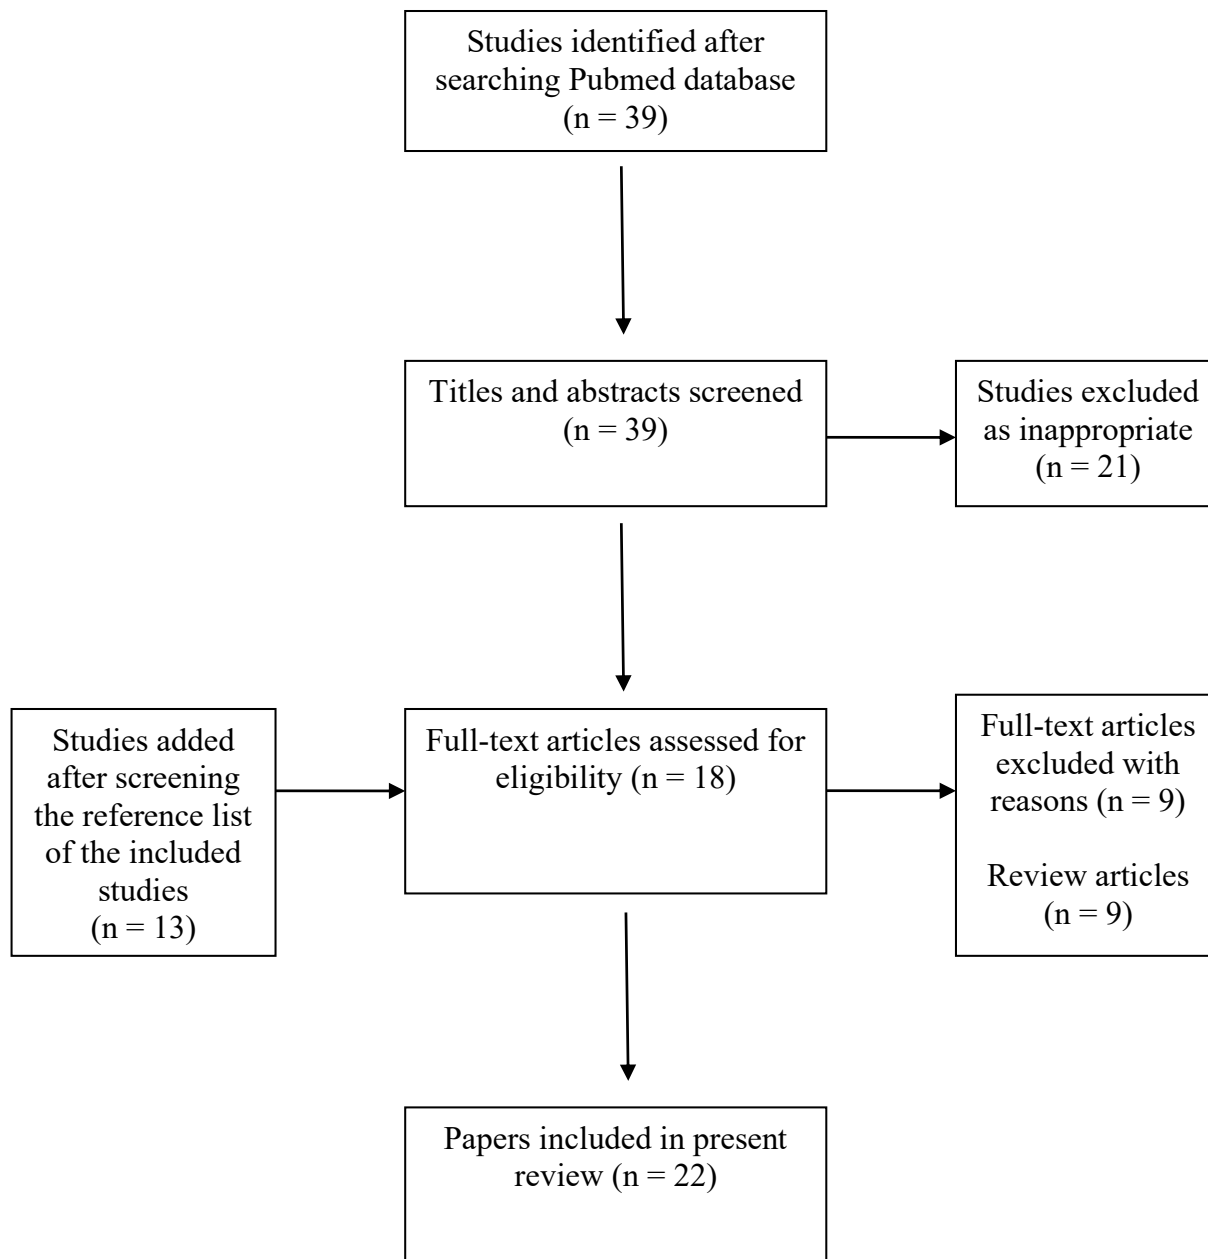 Studies identified after
searching Pubmed database
(n = 39)
Titles and abstracts screened
(n = 39)
Studies excluded
as inappropriate
(n = 21)
Studies added
after screening
the reference list
of the included
studies
(n = 13)
Full-text articles assessed for
eligibility (n = 18)
Full-text articles
excluded with
reasons (n = 9)
Review articles
(n = 9)
Papers included in present
review (n = 22)